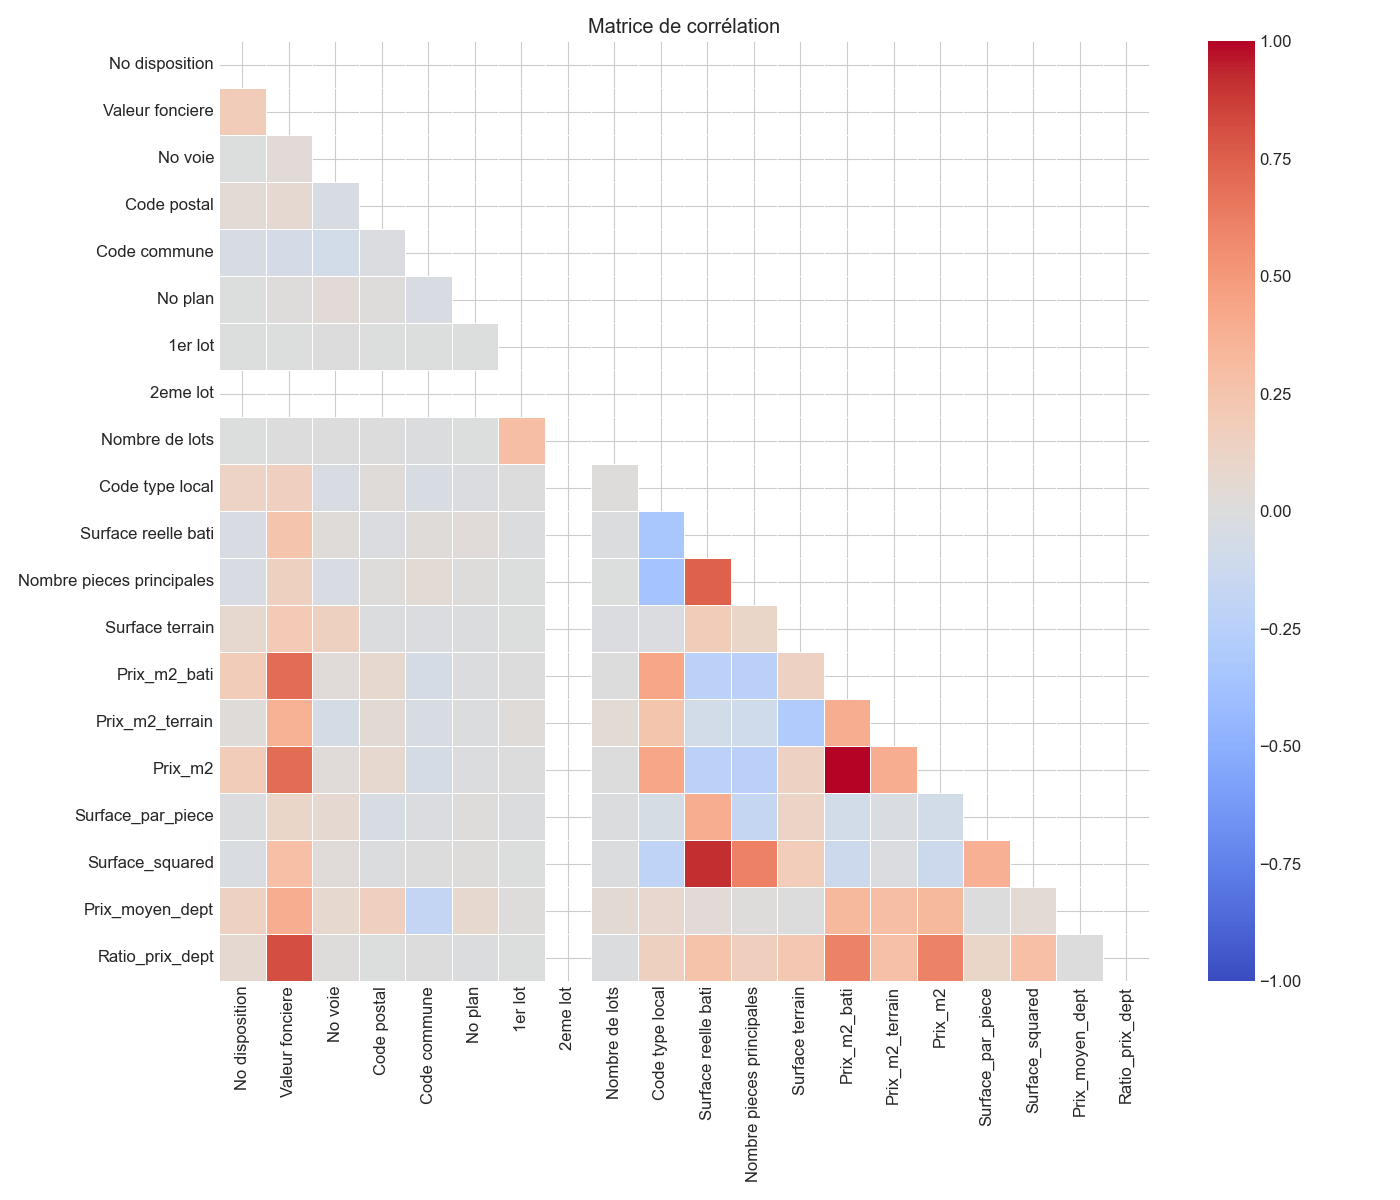 Matrice de corrélation
No disposition
Valeur fonciere
No voie
Code postal
Code commune
No plan
1er lot
2eme lot
Nombre de lots
Code type local
Surface reelle bati
Nombre pieces principales
Surface terrain
Prix_m2_bati
Prix_m2_terrain
Prix_m2
Surface_par_piece
Surface_squared
Prix_moyen_dept
Ratio_prix_dept
No disposition
Valeur fonciere
No voie
Code postal
Code commune
No plan
1er lot
2eme lot
Nombre de lots
Code type local
Surface reelle bati
Nombre pieces principales
Surface terrain
Prix_m2_bati
Prix_m2_terrain
Prix_m2
Surface_par_piece
Surface_squared
Prix_moyen_dept
Ratio_prix_dept
1.00
0.75
0.50
0.25
0.00
−0.25
−0.50
−0.75
−1.00